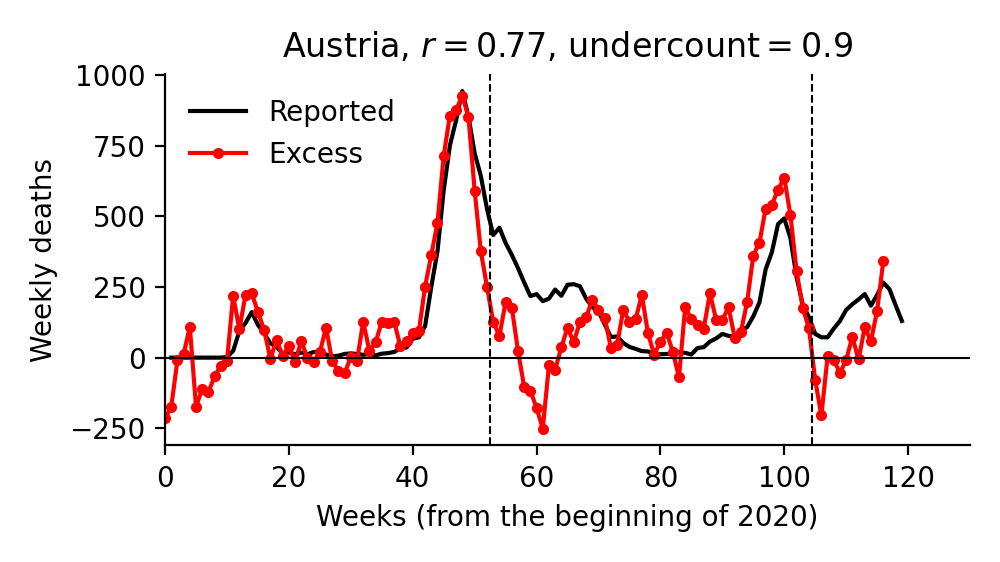 Austria, r = 0.77, undercount = 0.9
1000
750
500
250
0
−250
Weekly deaths
Reported
Excess
0 20 40 60 80 100 120
Weeks (from the beginning of 2020)